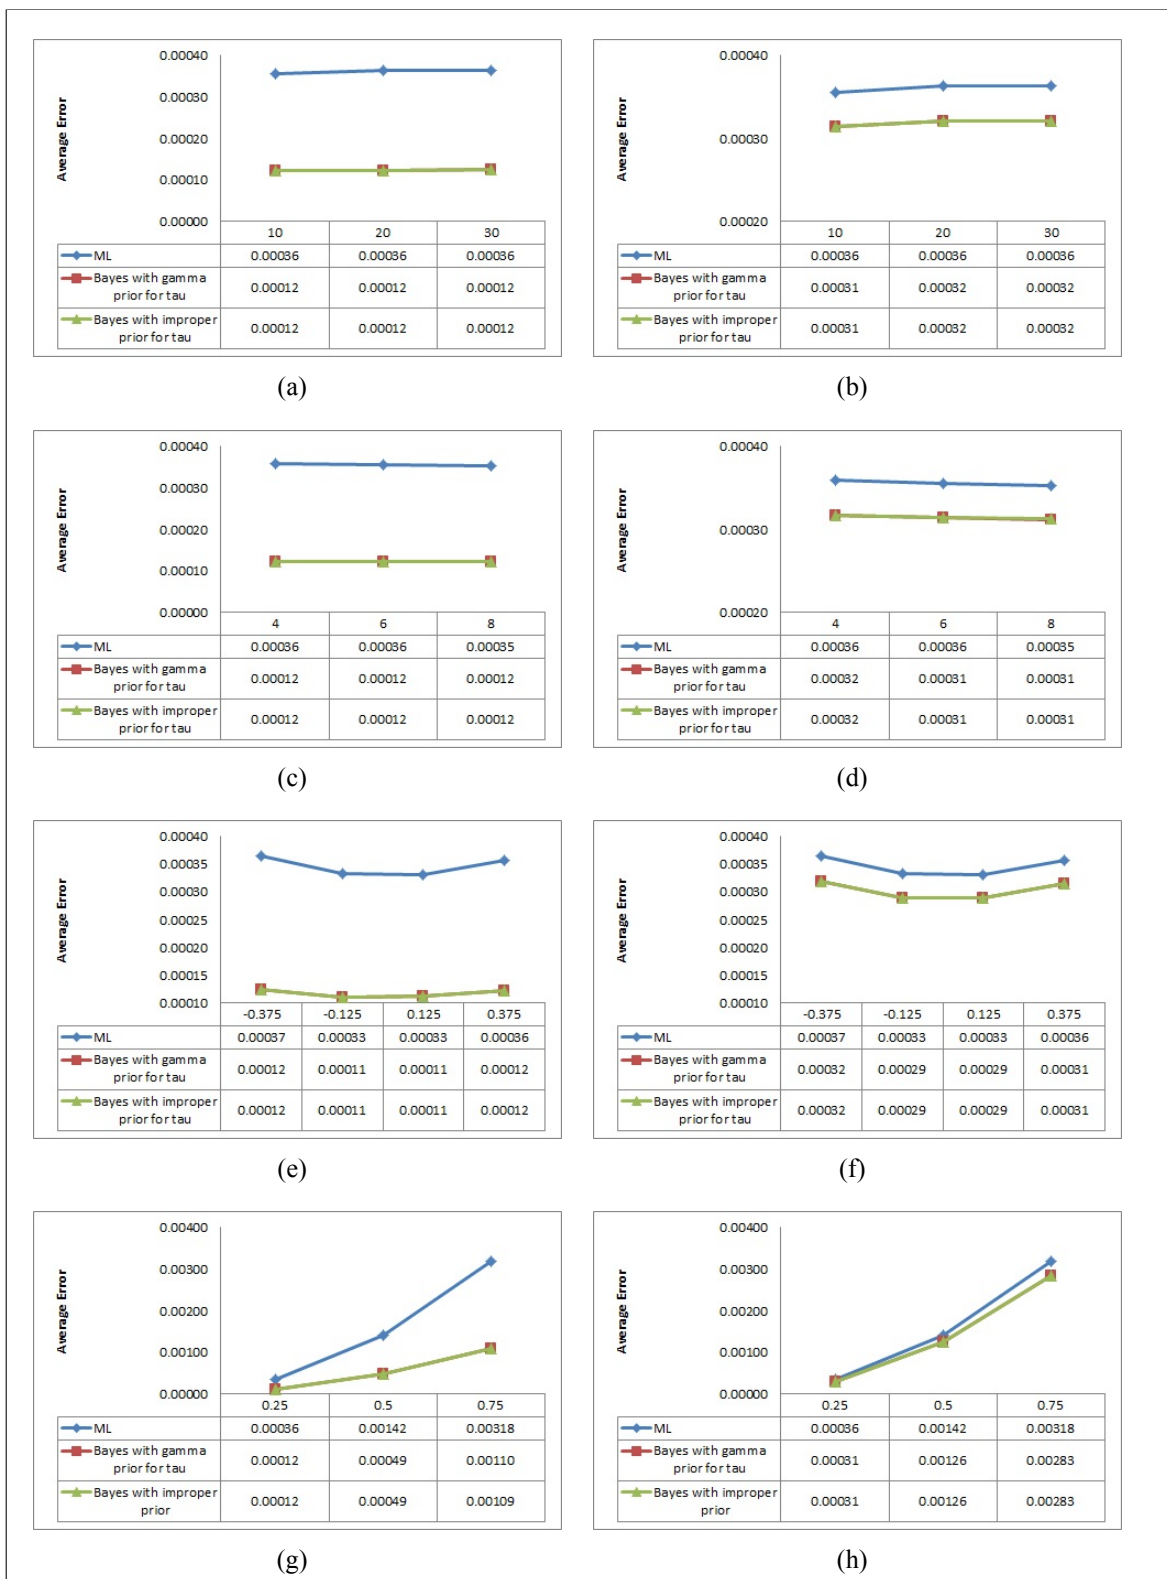 0.00040
0.00030
0.00020
0.00010
0.00000
Average Error
10 20 30
ML 0.00036 0.00036 0.00036
Bayes with gamma
prior for tau 0.00012 0.00012 0.00012
Bayes with improper
prior for tau 0.00012 0.00012 0.00012
(a)
0.00040
0.00030
0.00020
Average Error
10 20 30
ML 0.00036 0.00036 0.00036
Bayes with gamma
prior for tau 0.00031 0.00032 0.00032
Bayes with improper
prior for tau 0.00031 0.00032 0.00032
(b)
0.00040
0.00030
0.00020
0.00010
0.00000
Average Error
4 6 8
ML 0.00036 0.00036 0.00035
Bayes with gamma
prior for tau 0.00012 0.00012 0.00012
Bayes with improper
prior for tau 0.00012 0.00012 0.00012
(c)
0.00040
0.00030
0.00020
Average Error
4 6 8
ML 0.00036 0.00036 0.00035
Bayes with gamma
prior for tau 0.00032 0.00031 0.00031
Bayes with improper
prior for tau 0.00032 0.00031 0.00031
(d)
0.00040
0.00035
0.00030
0.00025
0.00020
0.00015
0.00010
Average Error
-0.375 -0.125 0.125 0.375
ML 0.00037 0.00033 0.00033 0.00036
Bayes with gamma
prior for tau 0.00012 0.00011 0.00011 0.00012
Bayes with improper
prior for tau 0.00012 0.00011 0.00011 0.00012
(e)
0.00040
0.00035
0.00030
0.00025
0.00020
0.00015
0.00010
Average Error
-0.375 -0.125 0.125 0.375
ML 0.00037 0.00033 0.00033 0.00036
Bayes with gamma
prior for tau 0.00032 0.00029 0.00029 0.00031
Bayes with improper
prior for tau 0.00032 0.00029 0.00029 0.00031
(f)
0.00400
0.00300
0.00200
0.00100
0.00000
Average Error
0.25 0.5 0.75
ML 0.00036 0.00142 0.00318
Bayes with gamma
prior for tau 0.00012 0.00049 0.00110
Bayes with improper
prior 0.00012 0.00049 0.00109
(g)
0.00400
0.00300
0.00200
0.00100
0.00000
Average Error
0.25 0.5 0.75
ML 0.00036 0.00142 0.00318
Bayes with gamma
prior for tau 0.00031 0.00126 0.00283
Bayes with improper
prior 0.00031 0.00126 0.00283
(h)